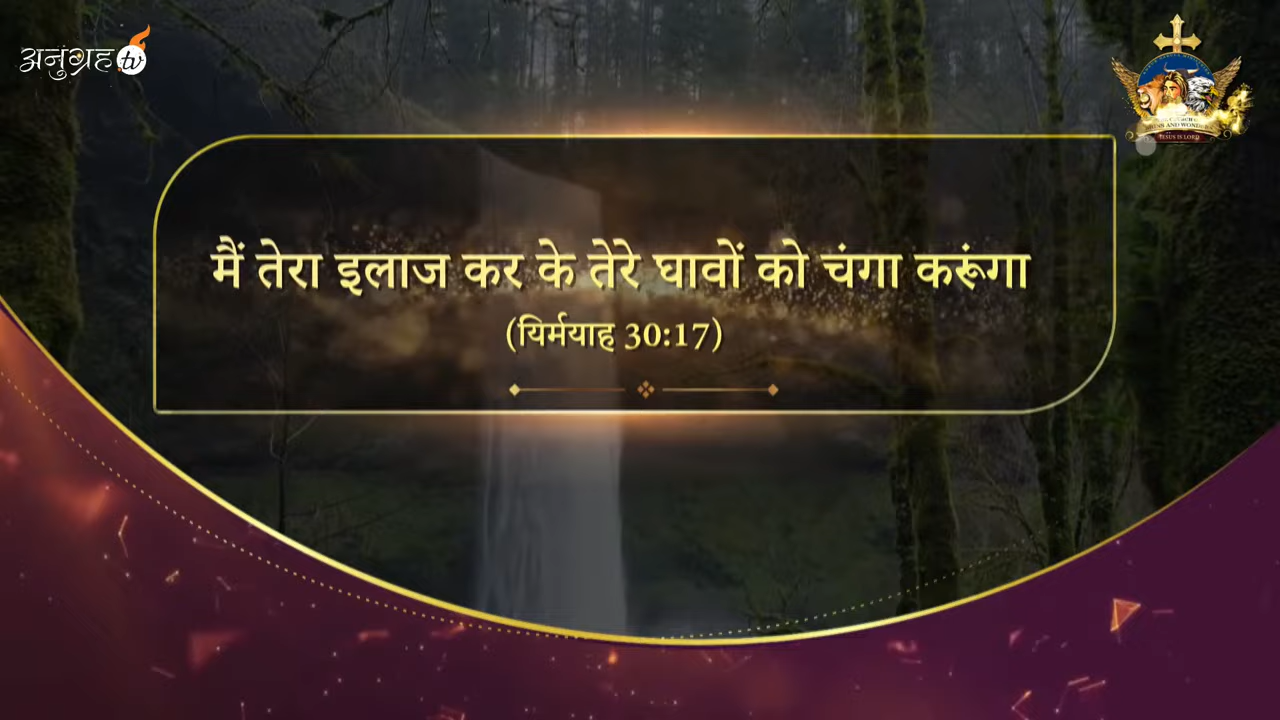 अनुग्रह tv
मैं तेरा इलाज कर के तेरे घावों को चंगा करूंगा
(यिर्मयाह 30:17)
JESUS IS LORD